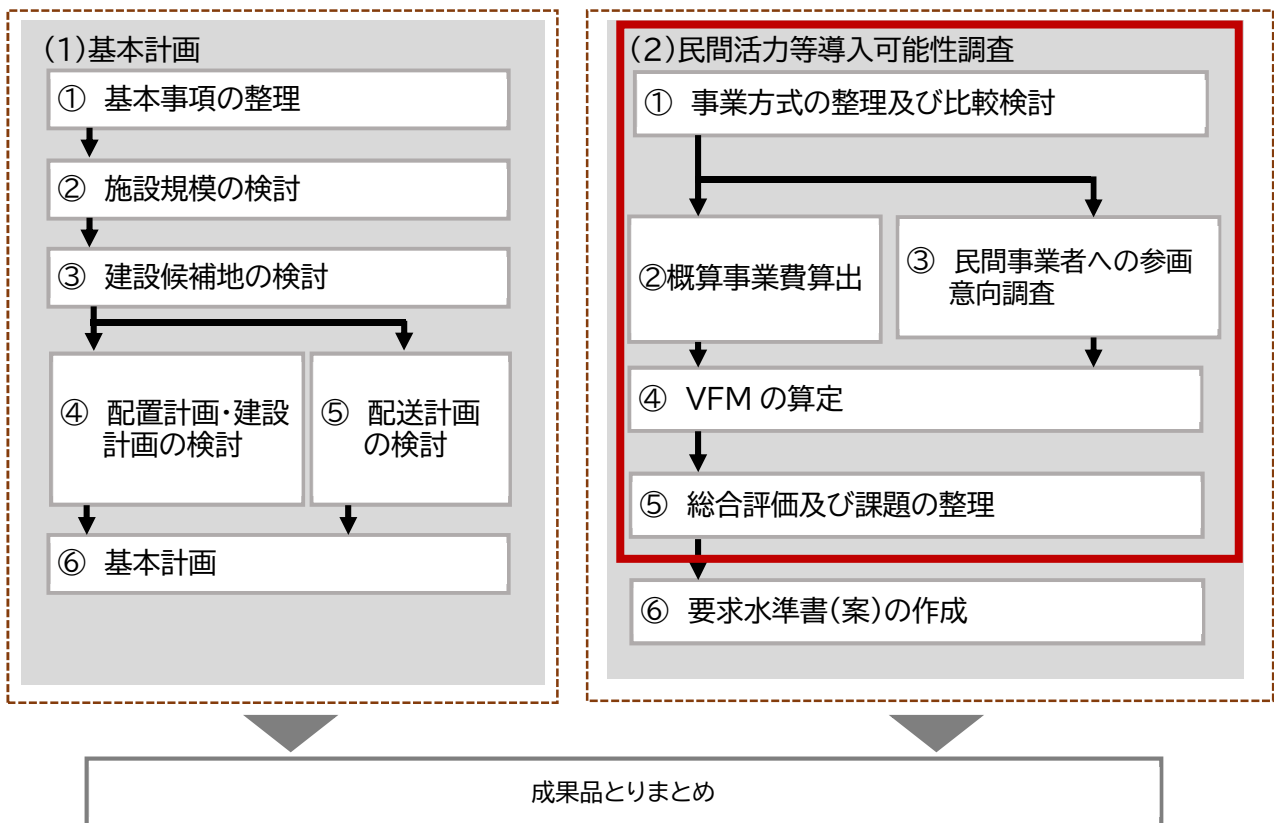 (1)基本計画
① 基本事項の整理
② 施設規模の検討
③ 建設候補地の検討
④ 配置計画・建設
計画の検討
⑤ 配送計画
の検討
⑥ 基本計画
(2)民間活力等導入可能性調査
① 事業方式の整理及び比較検討
②概算事業費算出
③ 民間事業者への参画
意向調査
④ VFM の算定
⑤ 総合評価及び課題の整理
⑥ 要求水準書(案)の作成
成果品とりまとめ